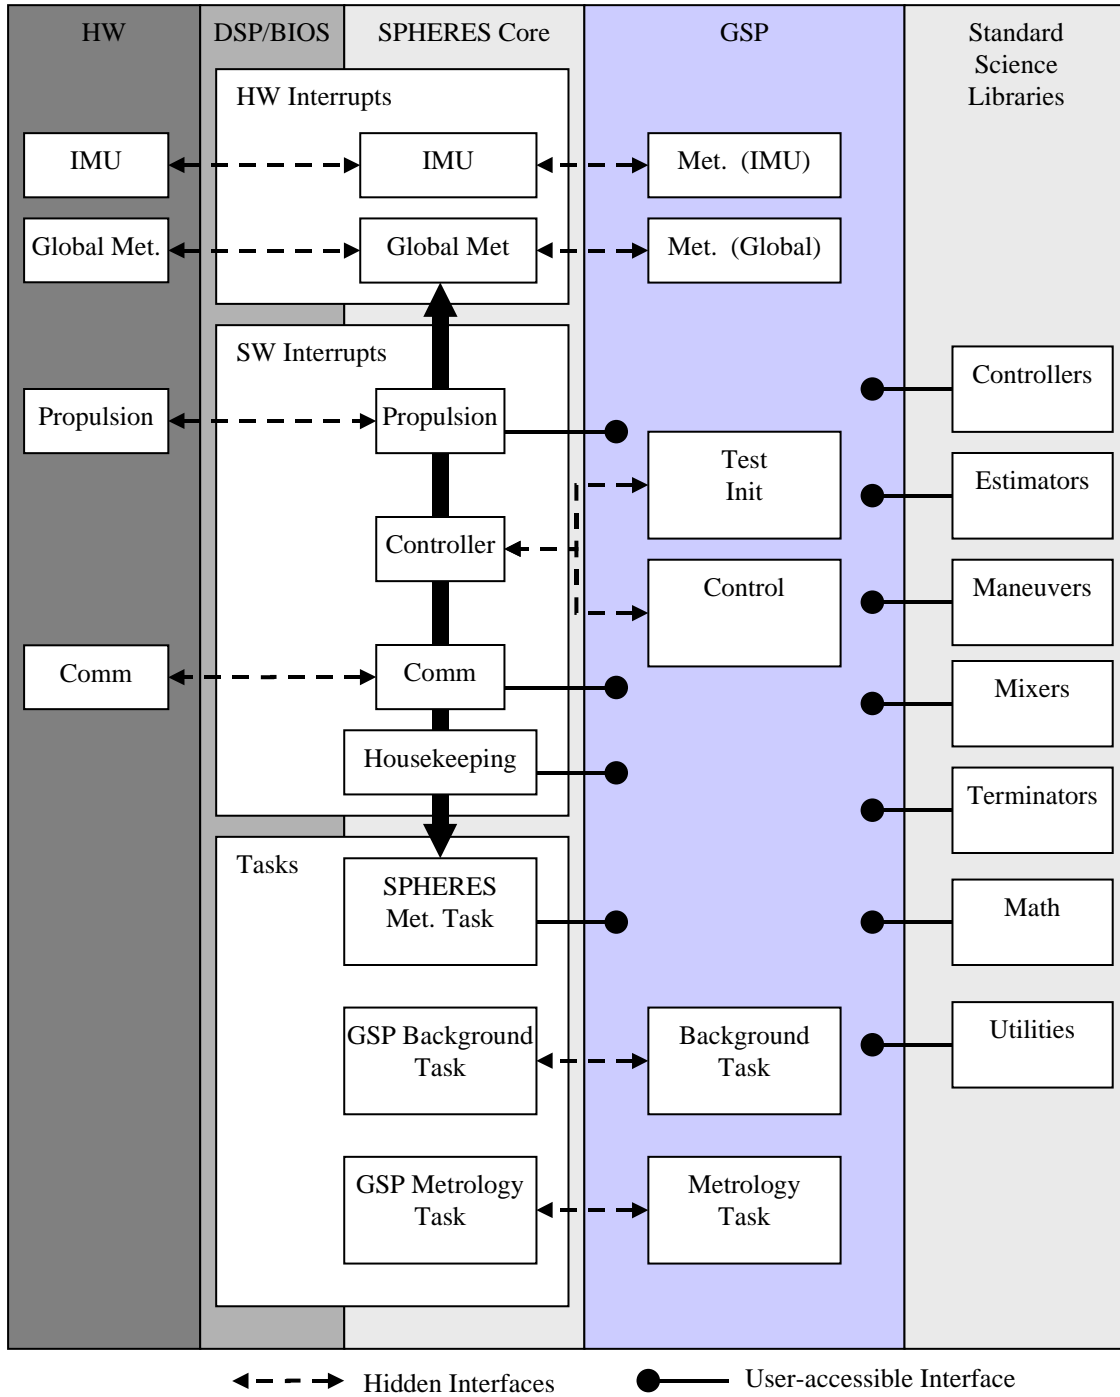 HW
DSP/BIOS
SPHERES Core
GSP
Standard
Science
Libraries
HW Interrupts
IMU
IMU
Met. (IMU)
Global Met.
Global Met
Met. (Global)
SW Interrupts
Controllers
Propulsion
Propulsion
Test
Init
Estimators
Controller
Control
Maneuvers
Comm
Comm
Mixers
Housekeeping
Terminators
Tasks
SPHERES
Met. Task
Math
GSP Background
Task
Background
Task
Utilities
GSP Metrology
Task
Metrology
Task
Hidden Interfaces
User-accessible Interface